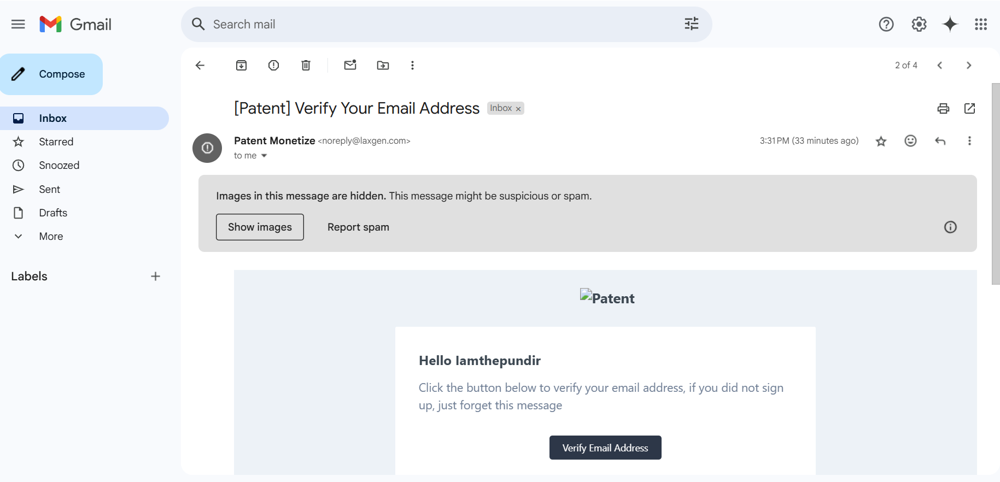 Gmail
Search mail
Compose
2 of 4
Inbox
Starred
Snoozed
Sent
Drafts
More
Labels
[Patent] Verify Your Email Address
Inbox ×
Patent Monetize <noreply@laxgen.com>
3:31 PM (33 minutes ago)
to me
Images in this message are hidden. This message might be suspicious or spam.
Show images
Report spam
Patent
Hello Iamthepundir
Click the button below to verify your email address, if you did not sign
up, just forget this message
Verify Email Address